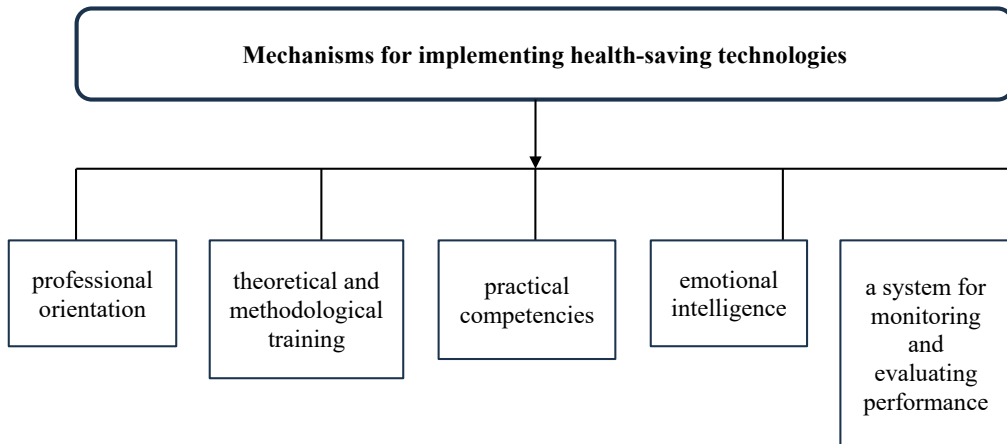 Mechanisms for implementing health-saving technologies
professional
orientation
theoretical and
methodological
training
practical
competencies
emotional
intelligence
a system for
monitoring
and
evaluating
performance